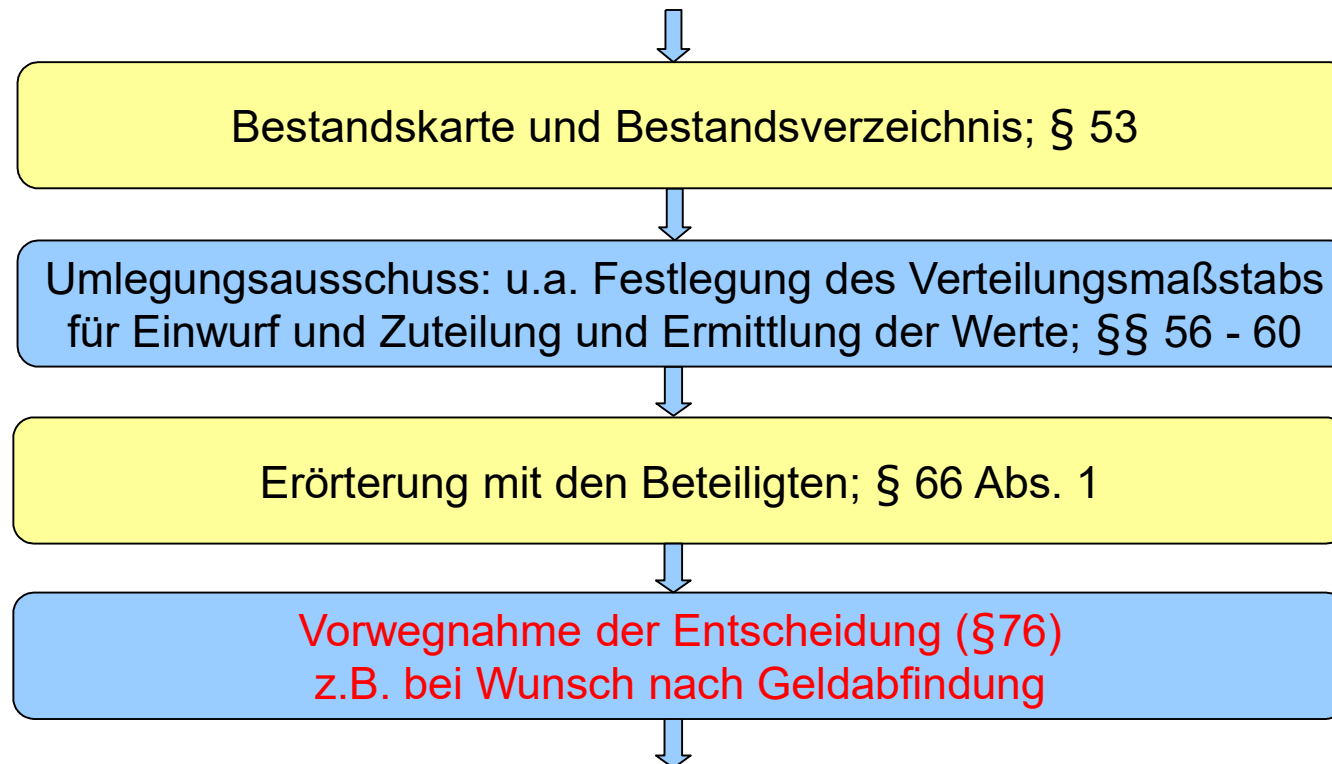 Bestandskarte und Bestandsverzeichnis; § 53
Umlegungsausschuss: u.a. Festlegung des Verteilungsmaßstabs
für Einwurf und Zuteilung und Ermittlung der Werte; §§ 56 - 60
Erörterung mit den Beteiligten; § 66 Abs. 1
Vorwegnahme der Entscheidung (§76)
z.B. bei Wunsch nach Geldabfindung